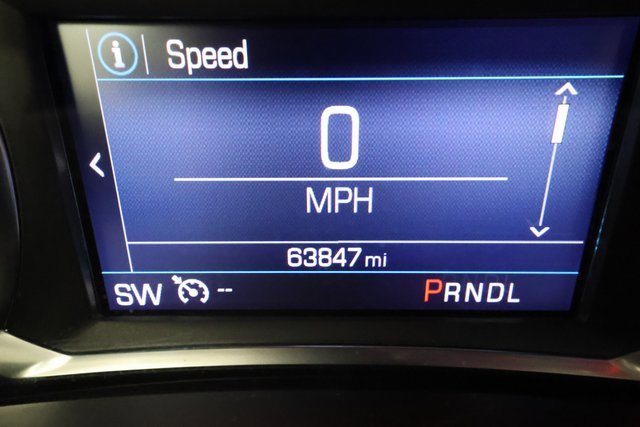 i Speed
0
MPH
63847 mi
SW -- PRNDL